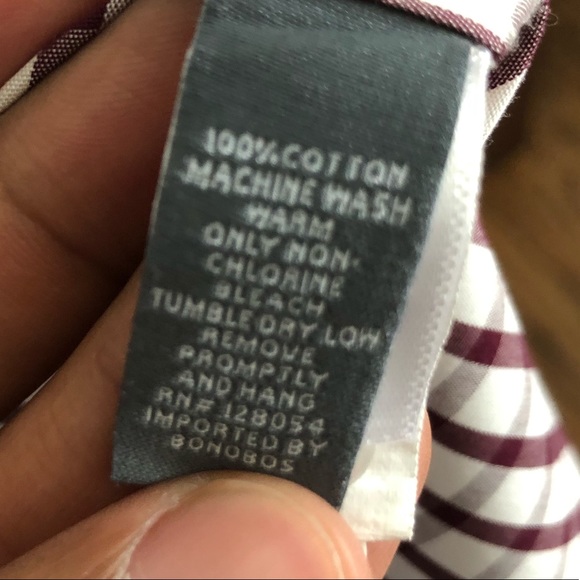 100% COTTON
MACHINE WASH
WARM
ONLY NON-
CHLORINE
BLEACH
TUMBLE DRY LOW
REMOVE
PROMPTLY
AND HANG
RN# 128054
IMPORTED BY
BONOBOS